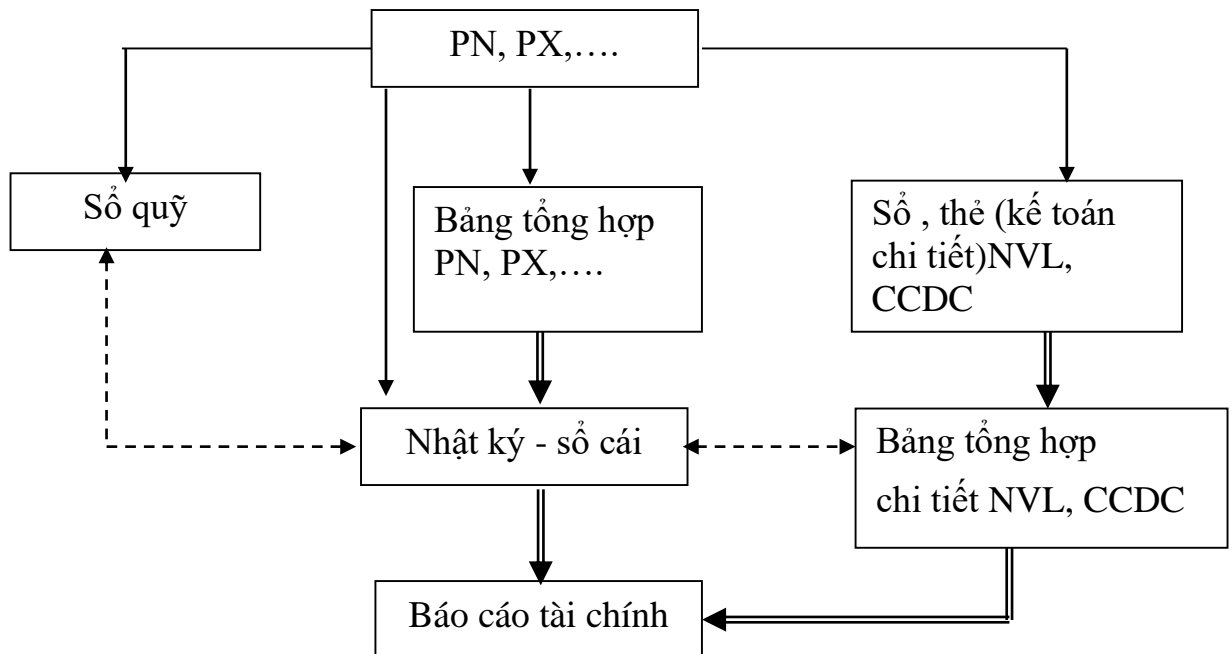 PN, PX,....
Sổ quỹ
Bảng tổng hợp
PN, PX,....
Sổ , thẻ (kế toán
chi tiết)NVL,
CCDC
Nhật ký - sổ cái
Bảng tổng hợp
chi tiết NVL, CCDC
Báo cáo tài chính